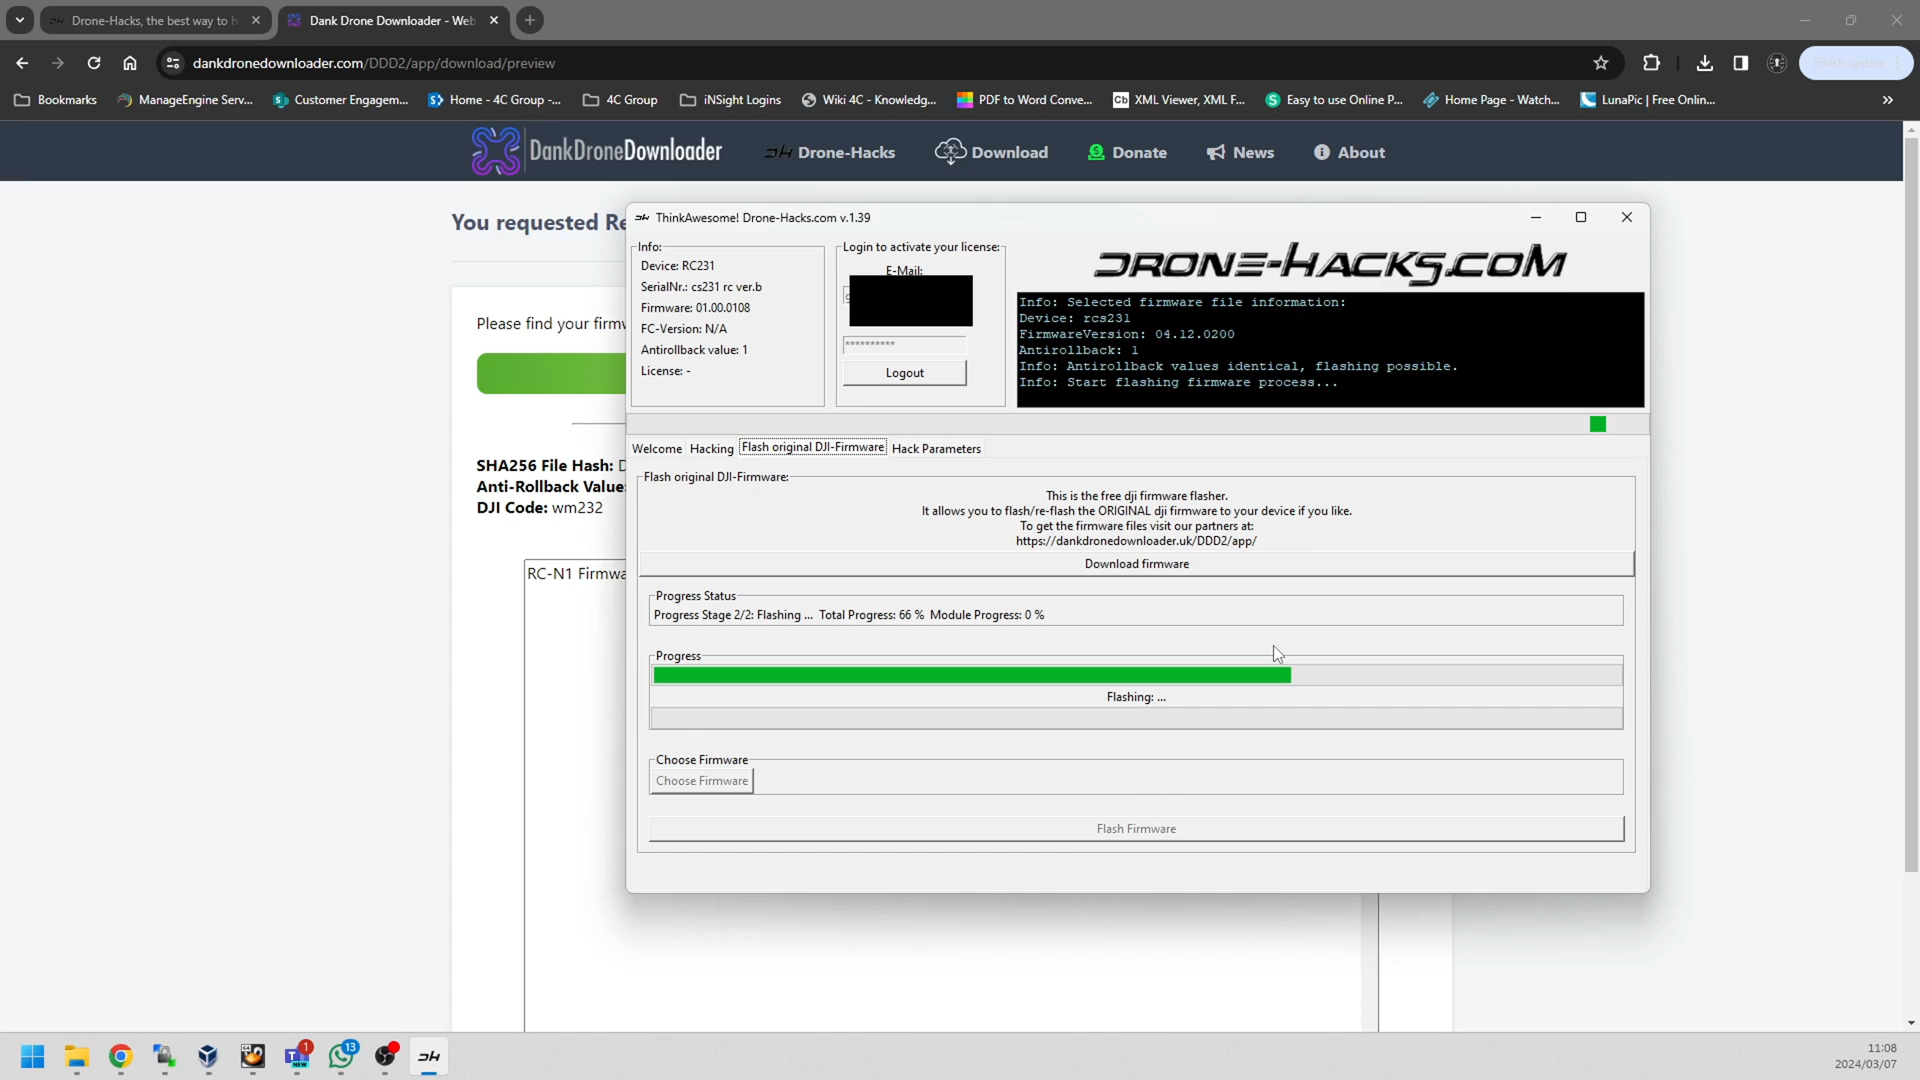 Drone-Hacks, the best way to h
Dank Drone Downloader - Web
dankdronedownloader.com/DDD2/app/download/preview
Finish update
Bookmarks
ManageEngine Serv...
Customer Engagem...
Home - 4C Group -...
4C Group
iNSight Logins
Wiki 4C - Knowledg...
PDF to Word Conve...
XML Viewer, XML F...
Easy to use Online P...
Home Page - Watch...
LunaPic | Free Onlin...
DankDroneDownloader
Drone-Hacks
Download
Donate
News
About
You requested Re
Please find your firmw
SHA256 File Hash: D
Anti-Rollback Value:
DJI Code: wm232
RC-N1 Firmwa
ThinkAwesome! Drone-Hacks.com v.1.39
Info:
Device: RC231
SerialNr.: cs231 rc ver.b
Firmware: 01.00.0108
FC-Version: N/A
Antirollback value: 1
License: -
Login to activate your license:
E-Mail:
**********
Logout
DRONE-HACKS.COM
Info: Selected firmware file information:
Device: rcs231
FirmwareVersion: 04.12.0200
Antirollback: 1
Info: Antirollback values identical, flashing possible.
Info: Start flashing firmware process...
Welcome
Hacking
Flash original DJI-Firmware
Hack Parameters
Flash original DJI-Firmware:
This is the free dji firmware flasher.
It allows you to flash/re-flash the ORIGINAL dji firmware to your device if you like.
To get the firmware files visit our partners at:
https://dankdronedownloader.uk/DDD2/app/
Download firmware
Progress Status
Progress Stage 2/2: Flashing ... Total Progress: 66 % Module Progress: 0 %
Progress
Flashing: ...
Choose Firmware
Choose Firmware
Flash Firmware
1
NEW
13
64
11:08
2024/03/07